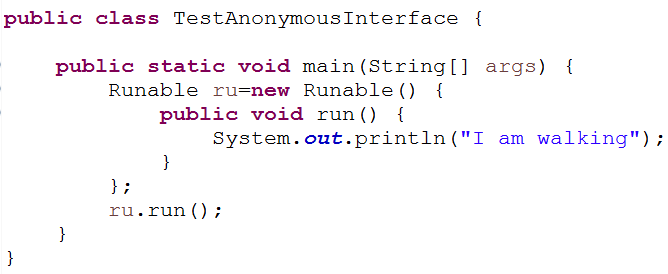 public class TestAnonymousInterface {
public static void main(String[] args) {
Runable ru=new Runable() {
public void run() {
System.out.println("I am walking");
}
};
ru.run();
}
}